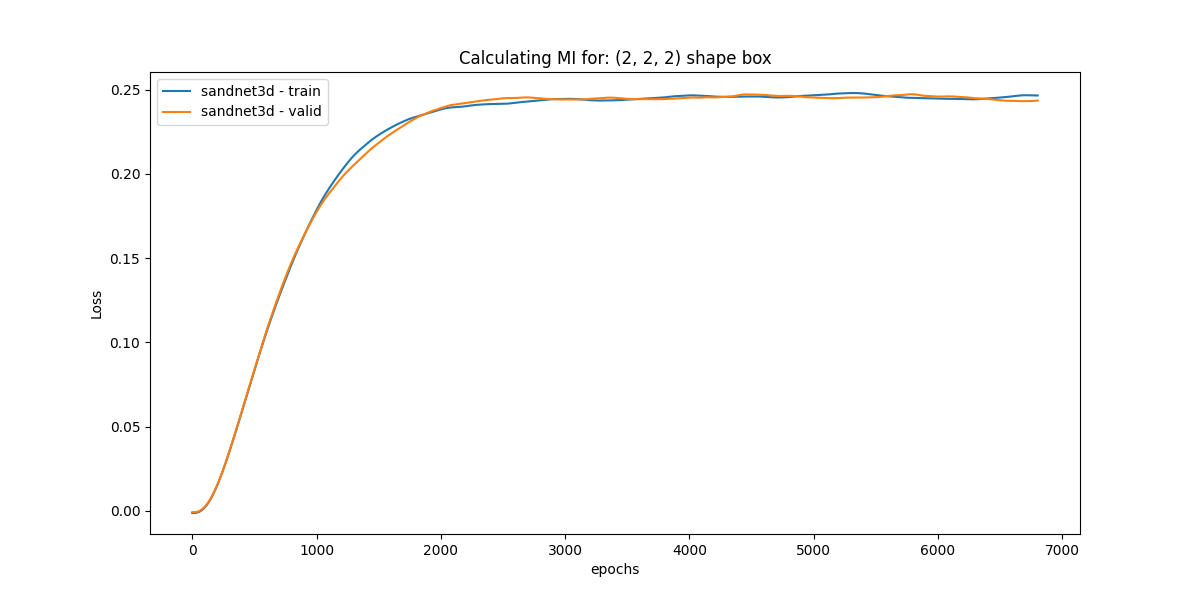 Calculating MI for: (2, 2, 2) shape box
sandnet3d - train
sandnet3d - valid
0.25
0.20
0.15
0.10
0.05
0.00
Loss
0 1000 2000 3000 4000 5000 6000 7000
epochs